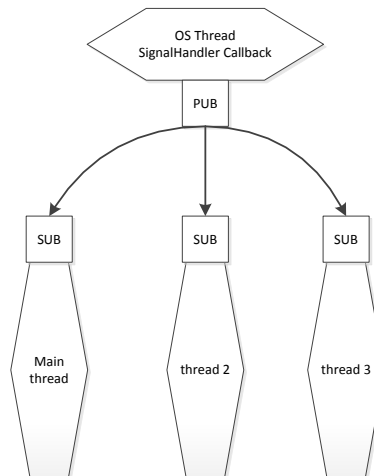 OS Thread
SignalHandler Callback
PUB
SUB
SUB
SUB
Main
thread
thread 2
thread 3